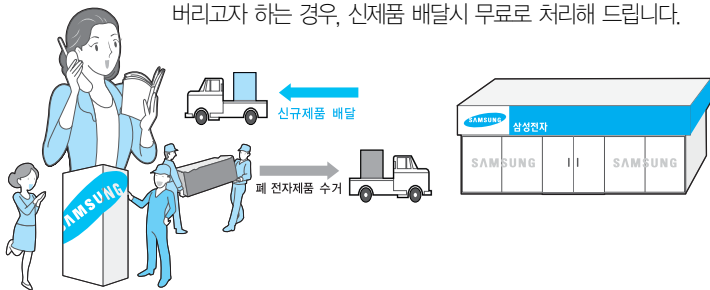 버리고자 하는 경우, 신제품 배달시 무료로 처리해 드립니다.
신규제품 배달
SAMSUNG 삼성전자
SAMSUNG SAMSUNG
폐 전자제품 수거
SAMSUNG